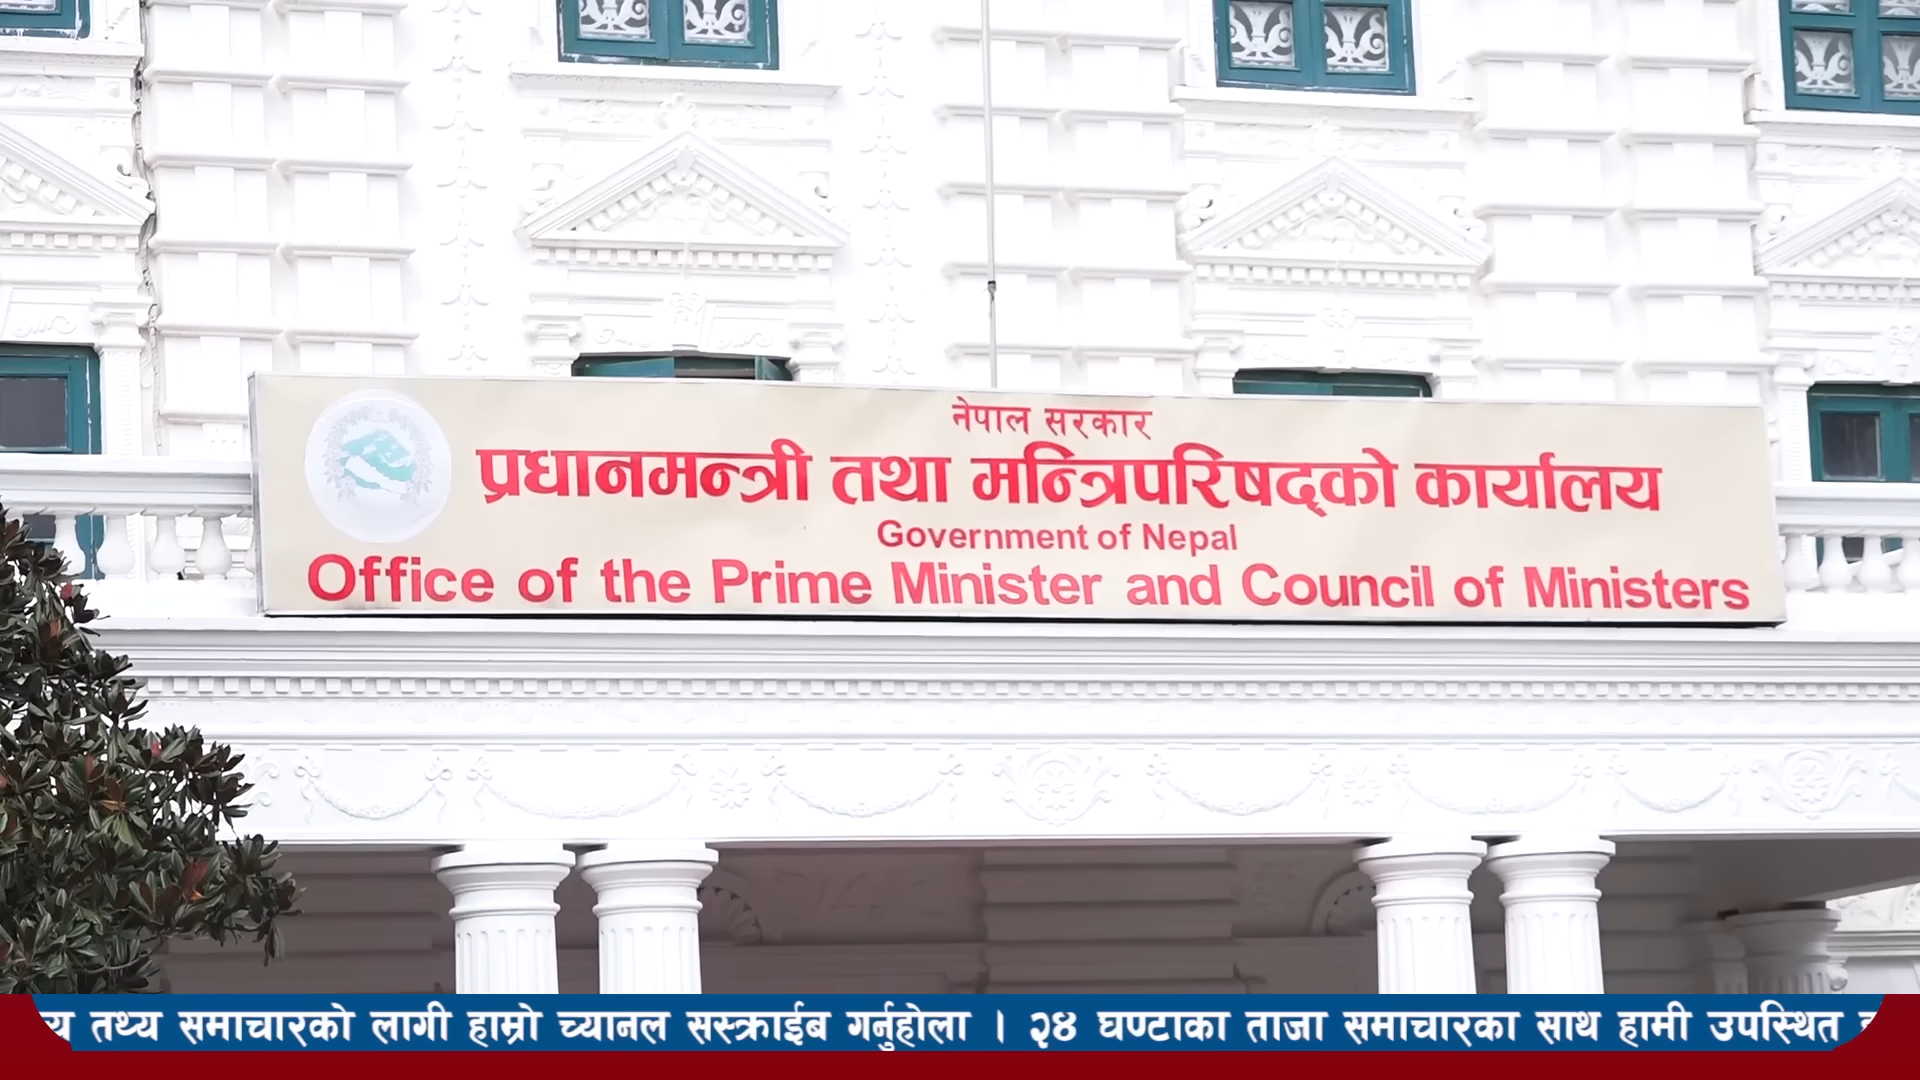 नेपाल सरकार
प्रधानमन्त्री तथा मन्त्रिपरिषद्को कार्यालय
Government of Nepal
Office of the Prime Minister and Council of Ministers
तथ्य समाचारको लागी हाम्रो च्यानल सस्क्राईब गर्नुहोला । २४ घण्टाका ताजा समाचारका साथ हामी उपस्थित